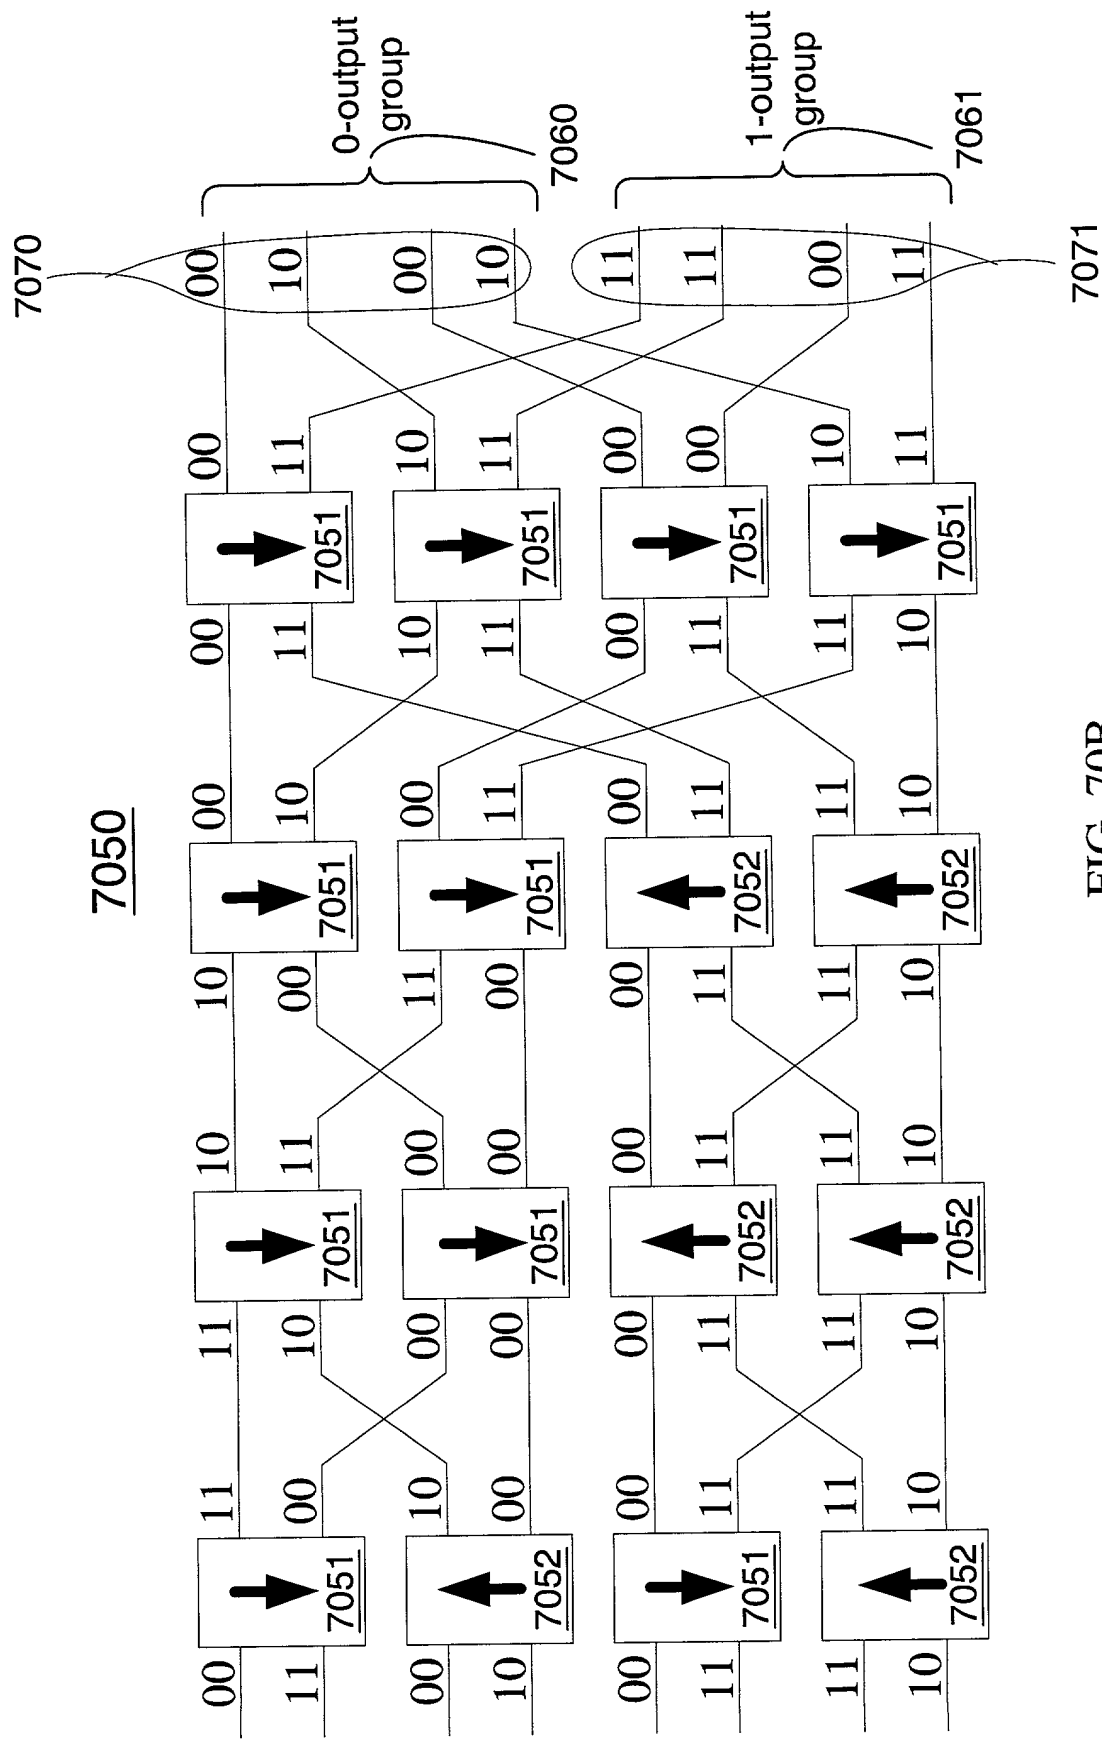 7070
7050
00 11 11 10 10 00 00 00 00
11 00 10 11 00 10 11 11 10
7051 7051 7051 7051
0-output
group
00 10 00 00 11 00 10 10 00
10 00 00 00 00 11 11 11 10
7052 7051 7051 7051
7060
00 00 00 00 00 00 00 00 11
11 11 11 11 11 11 11 00 11
7051 7052 7052 7051
1-output
group
11 11 11 11 11 11 11 10 00
10 10 10 10 10 10 10 11 11
7052 7052 7052 7051
7061
7071
FIG. 70B